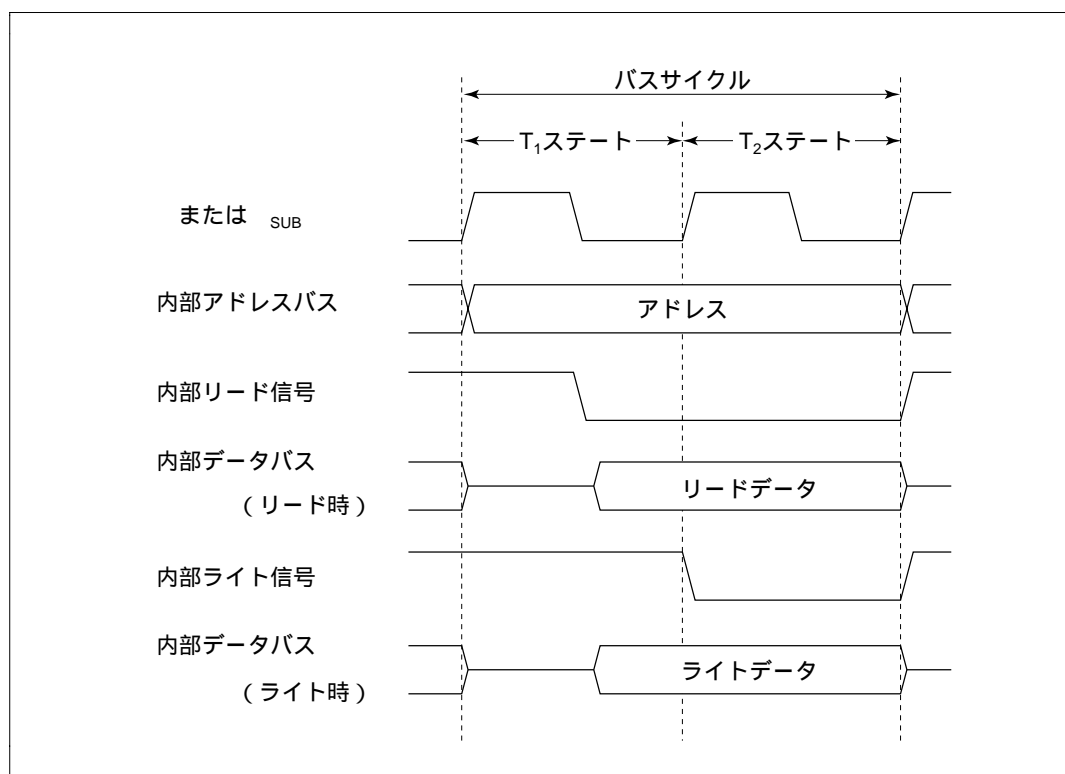 バスサイクル
T₁ステート T₂ステート
または SUB
内部アドレスバス アドレス
内部リード信号
内部データバス
(リード時) リードデータ
内部ライト信号
内部データバス
(ライト時) ライトデータ